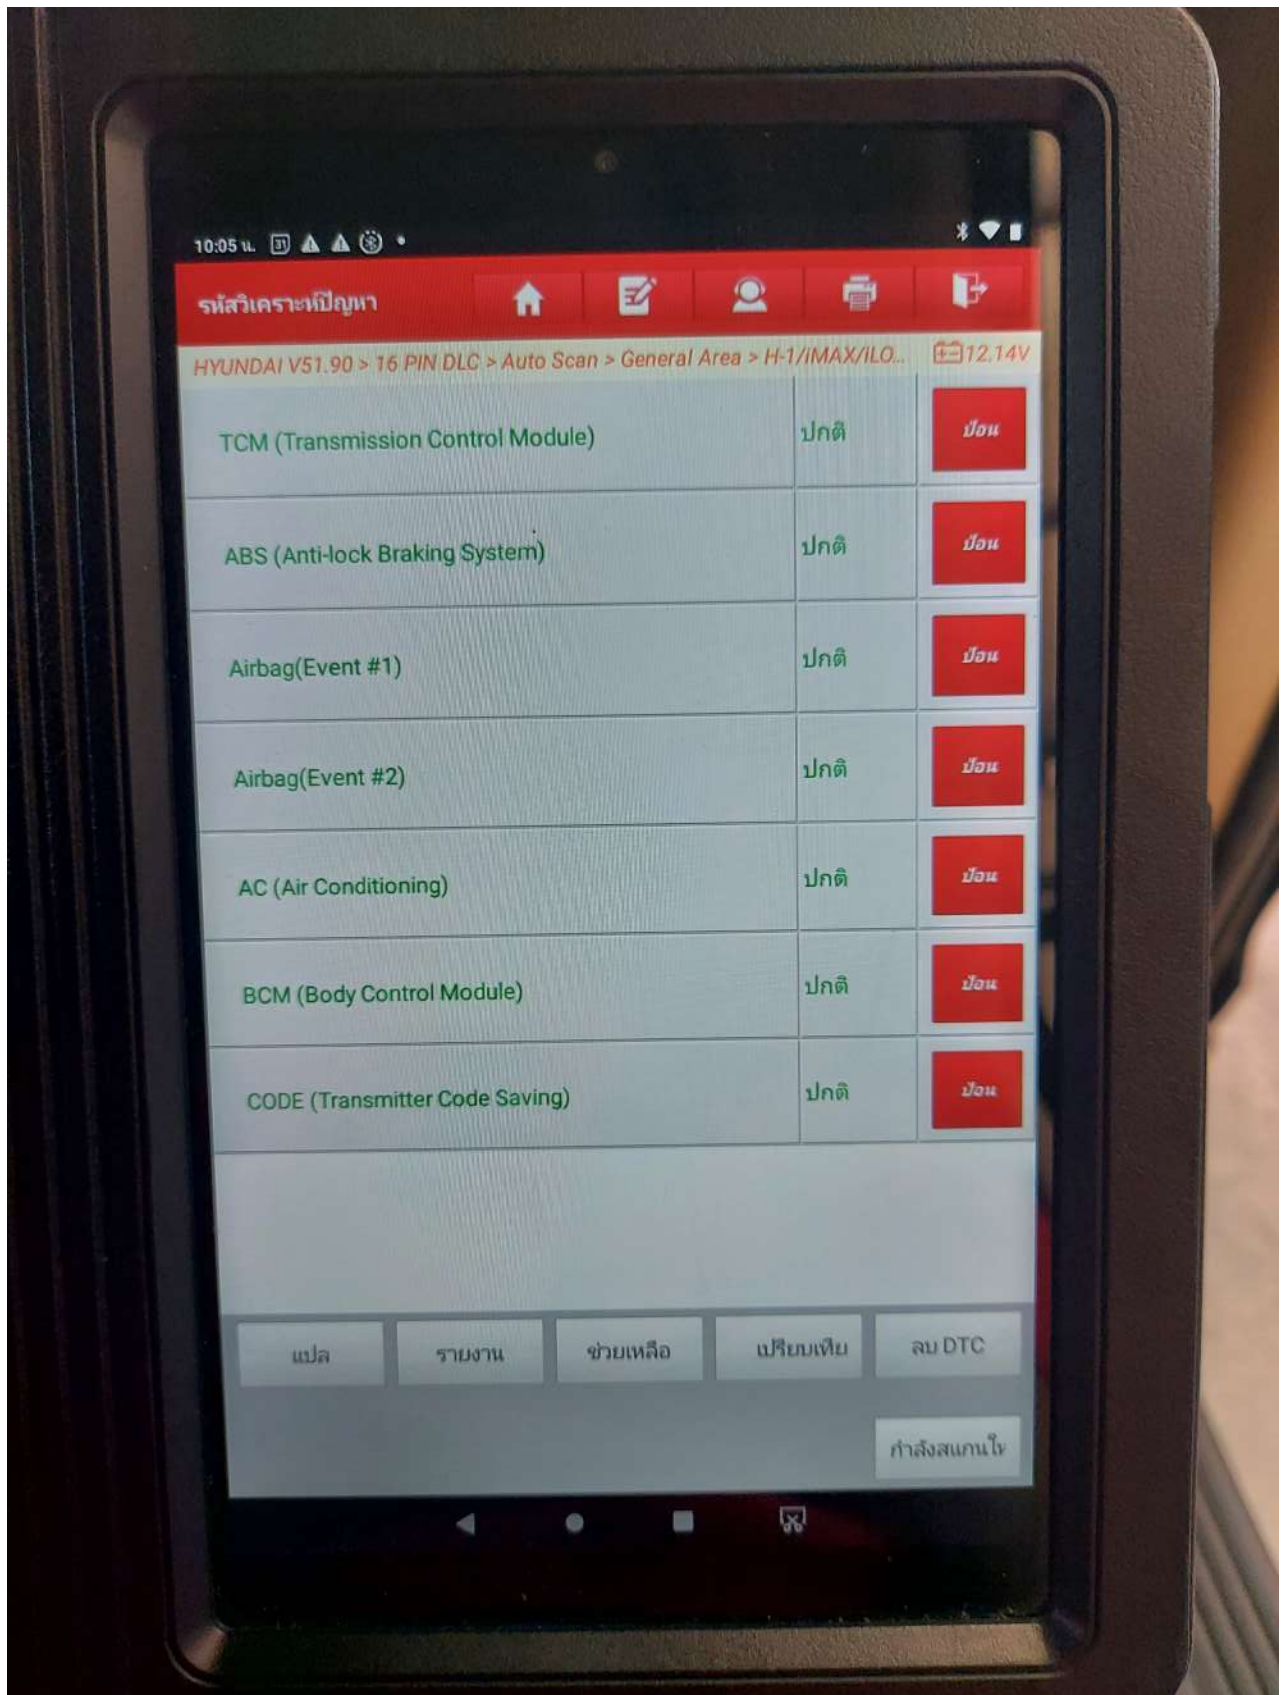 10:05 น. 31
รหัสวิเคราะห์ปัญหา
HYUNDAI V51.90 > 16 PIN DLC > Auto Scan > General Area > H-1/iMAX/iLO... 12.14V
TCM (Transmission Control Module) ปกติ ป้อน
ABS (Anti-lock Braking System) ปกติ ป้อน
Airbag(Event #1) ปกติ ป้อน
Airbag(Event #2) ปกติ ป้อน
AC (Air Conditioning) ปกติ ป้อน
BCM (Body Control Module) ปกติ ป้อน
CODE (Transmitter Code Saving) ปกติ ป้อน
แปล รายงาน ช่วยเหลือ เปรียบเทีย ลบ DTC
กำลังสแกนให